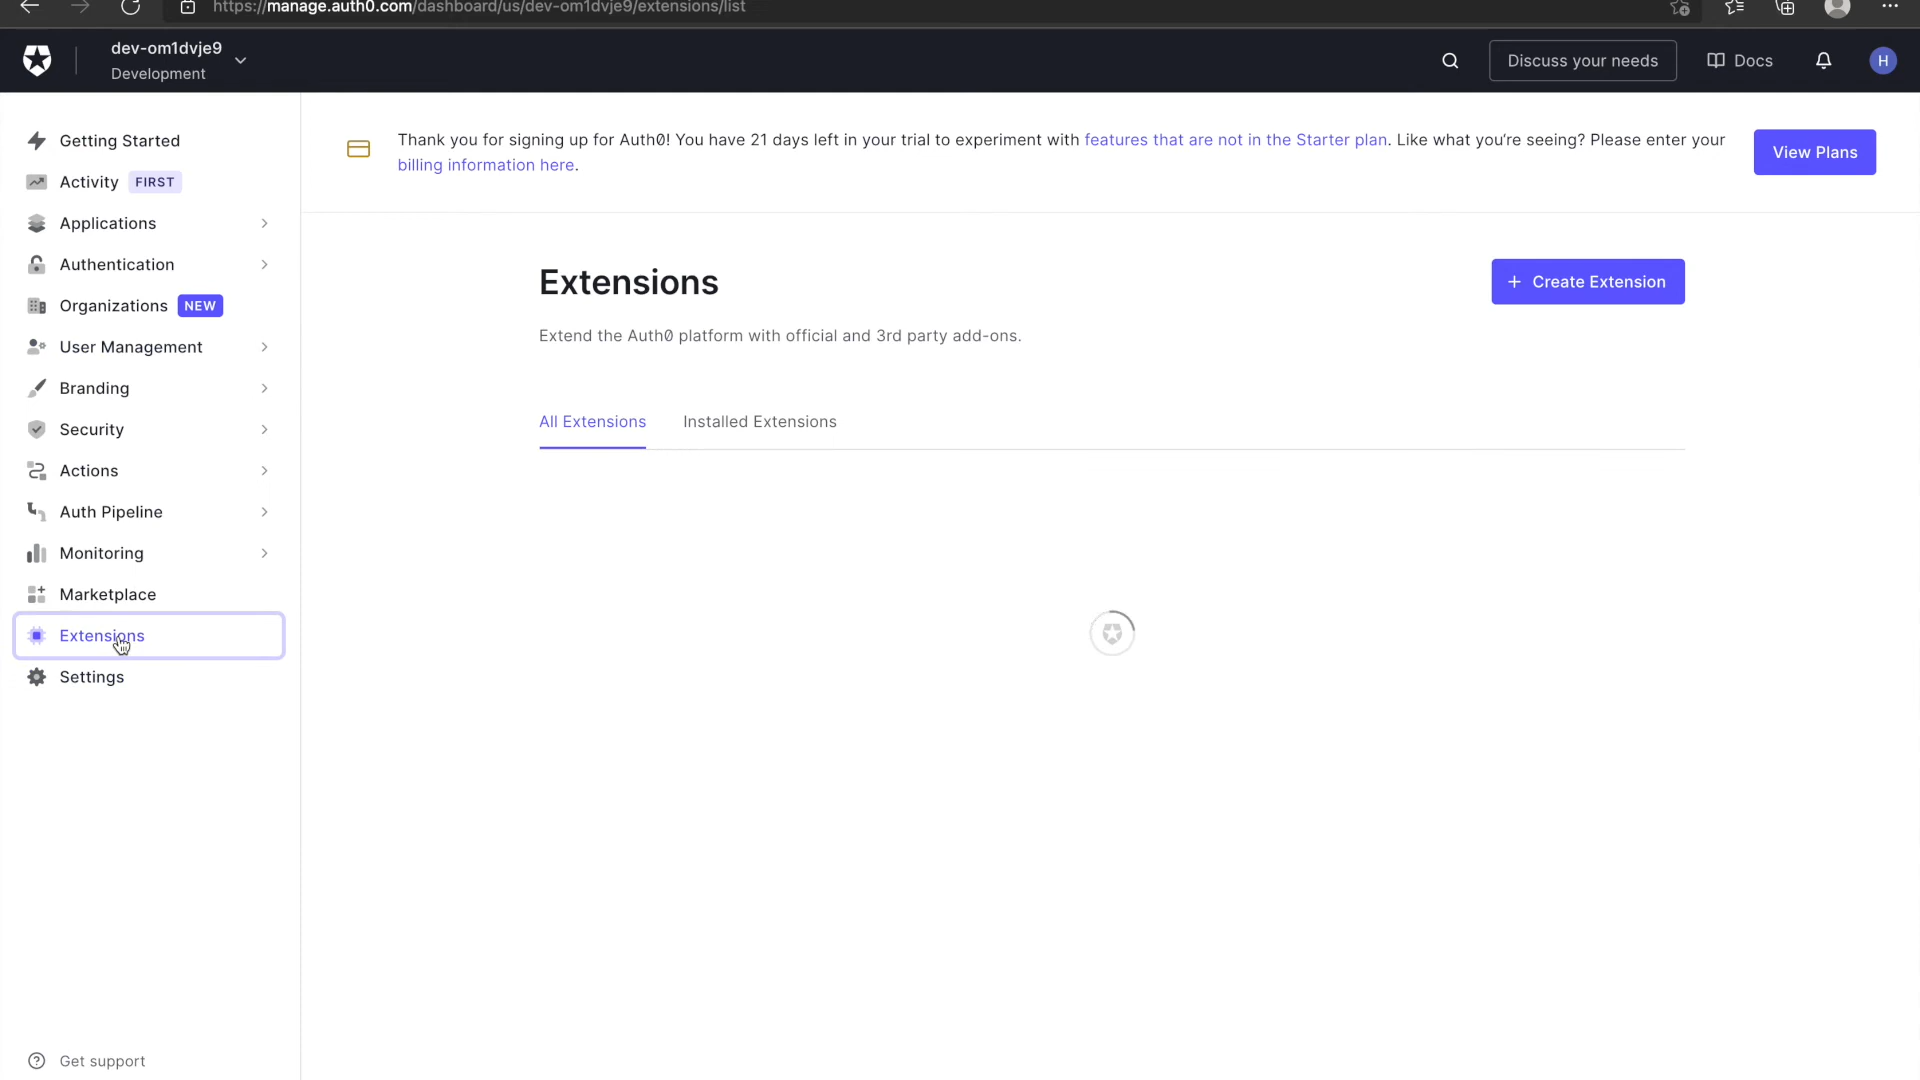 https://manage.auth0.com/dashboard/us/dev-om1dvje9/extensions/list
dev-om1dvje9
Development
Discuss your needs
Docs
H
Getting Started
Activity FIRST
Applications
Authentication
Organizations NEW
User Management
Branding
Security
Actions
Auth Pipeline
Monitoring
Marketplace
Extensions
Settings
Get support
Thank you for signing up for Auth0! You have 21 days left in your trial to experiment with features that are not in the Starter plan. Like what you're seeing? Please enter your
billing information here.
View Plans
Extensions
+ Create Extension
Extend the Auth0 platform with official and 3rd party add-ons.
All Extensions
Installed Extensions